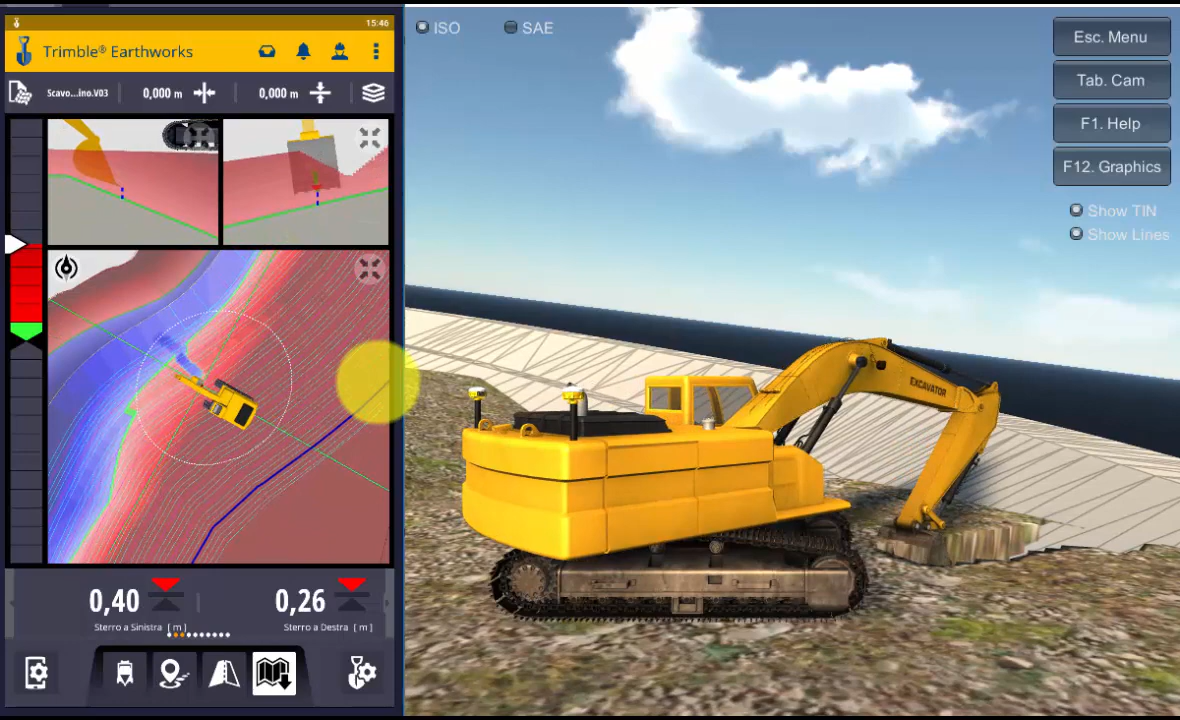 15:46
Trimble® Earthworks
Scavo...ino.V03
0,000 m
0,000 m
0,40
0,26
Sterro a Sinistra [ m ]
Sterro a Destra [ m ]
ISO
SAE
Esc. Menu
Tab. Cam
F1. Help
F12. Graphics
Show TIN
Show Lines
EXCAVATOR